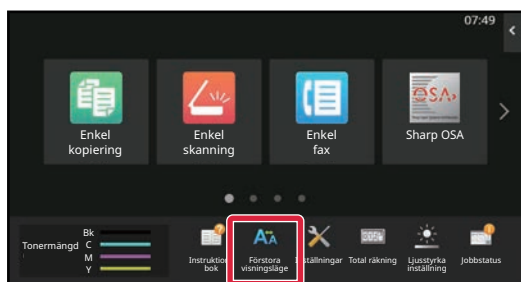 07:49
Enkel
kopiering
Enkel
skanning
Enkel
fax
Sharp OSA
Tonermängd
Bk
C
M
Y
Instruktion
bok
Förstora
visningsläge
ställningar
Total räkning
Ljusstyrka
inställning
Jobbstatus